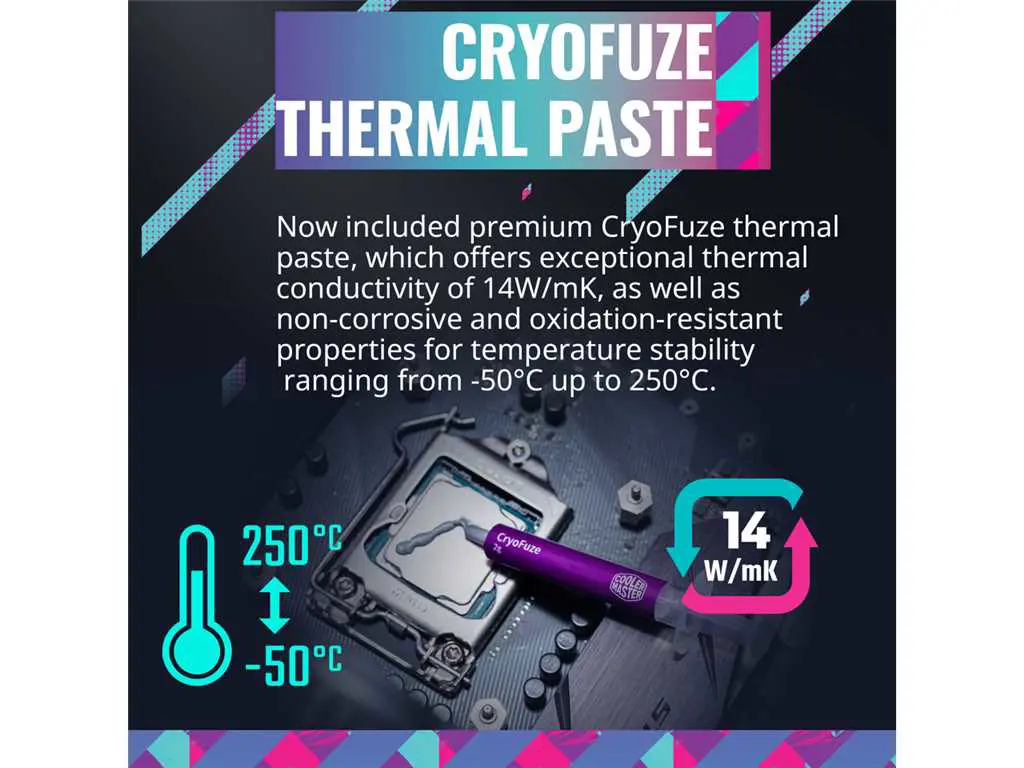 CRYOFUZE
THERMAL PASTE
Now included premium CryoFuze thermal
paste, which offers exceptional thermal
conductivity of 14W/mK, as well as
non-corrosive and oxidation-resistant
properties for temperature stability
ranging from -50°C up to 250°C.
250°C
-50°C
CryoFuze
2g
COOLER
MASTER
14
W/mK